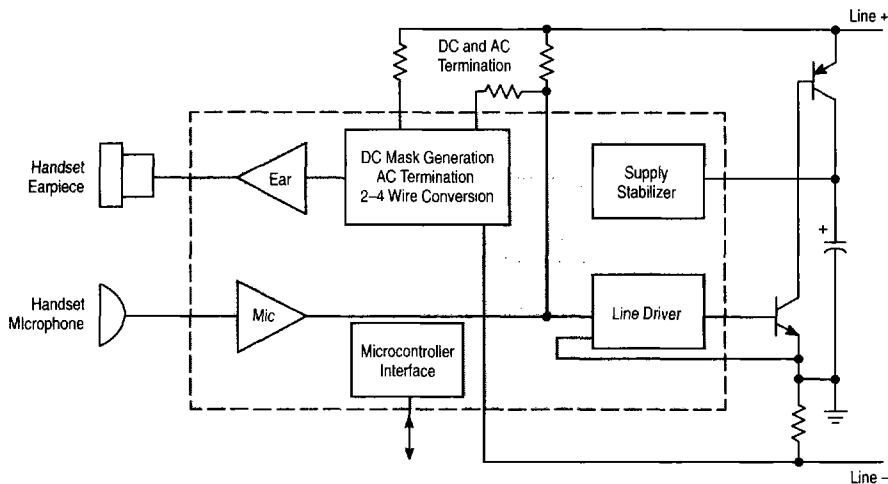 Line +
DC and AC
Termination
Handset
Earpiece
Ear
DC Mask Generation
AC Termination
2–4 Wire Conversion
Supply
Stabilizer
+
Handset
Microphone
Mic
Line Driver
Microcontroller
Interface
Line –